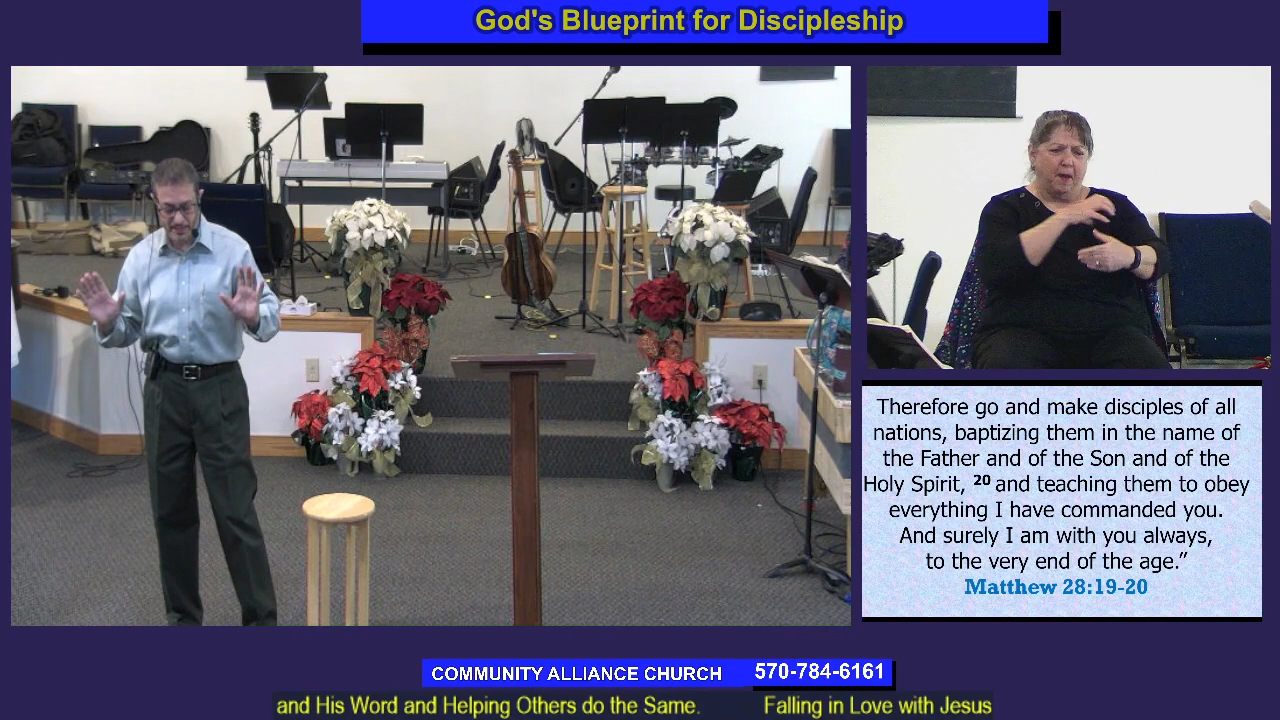 God's Blueprint for Discipleship
Therefore go and make disciples of all
nations, baptizing them in the name of
the Father and of the Son and of the
Holy Spirit, 20 and teaching them to obey
everything I have commanded you.
And surely I am with you always,
to the very end of the age.”
Matthew 28:19-20
COMMUNITY ALLIANCE CHURCH 570-784-6161
and His Word and Helping Others do the Same. Falling in Love with Jesus